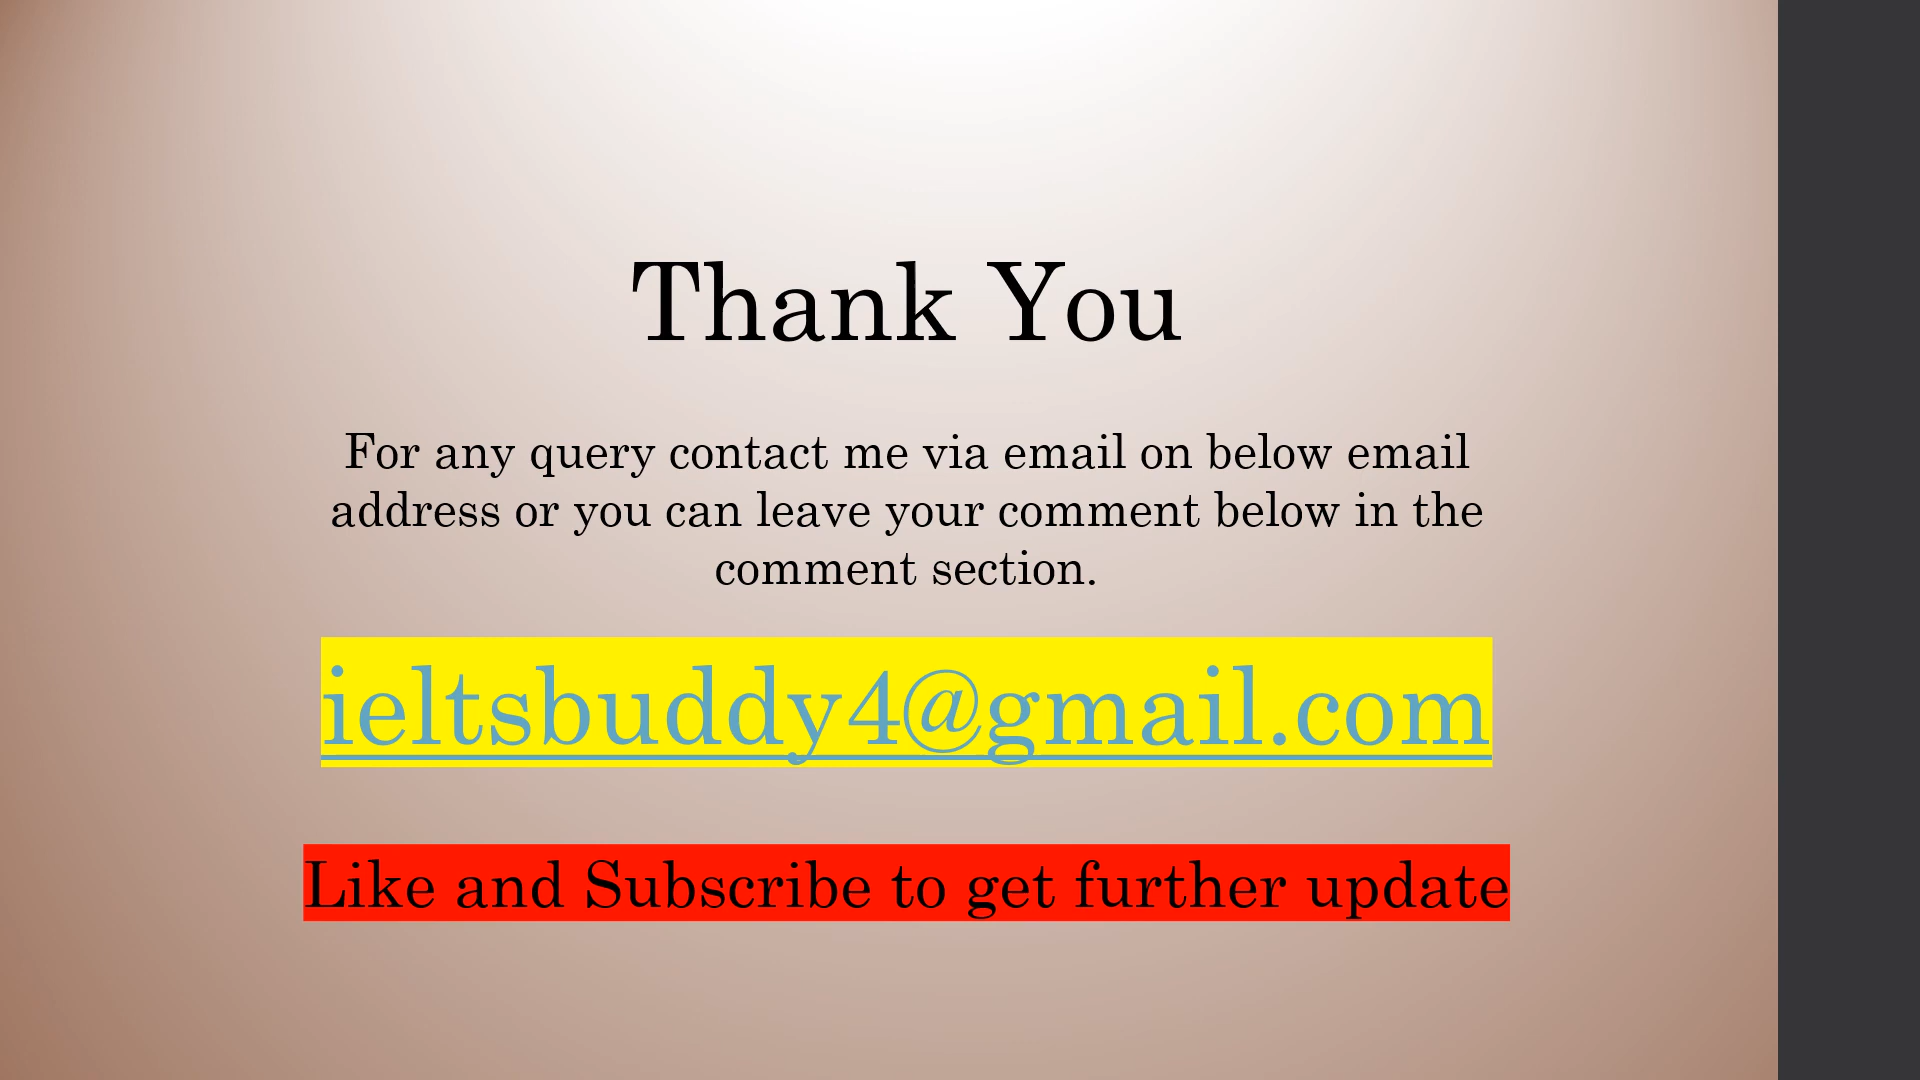 Thank You
For any query contact me via email on below email
address or you can leave your comment below in the
comment section.
ieltsbuddy4@gmail.com
Like and Subscribe to get further update